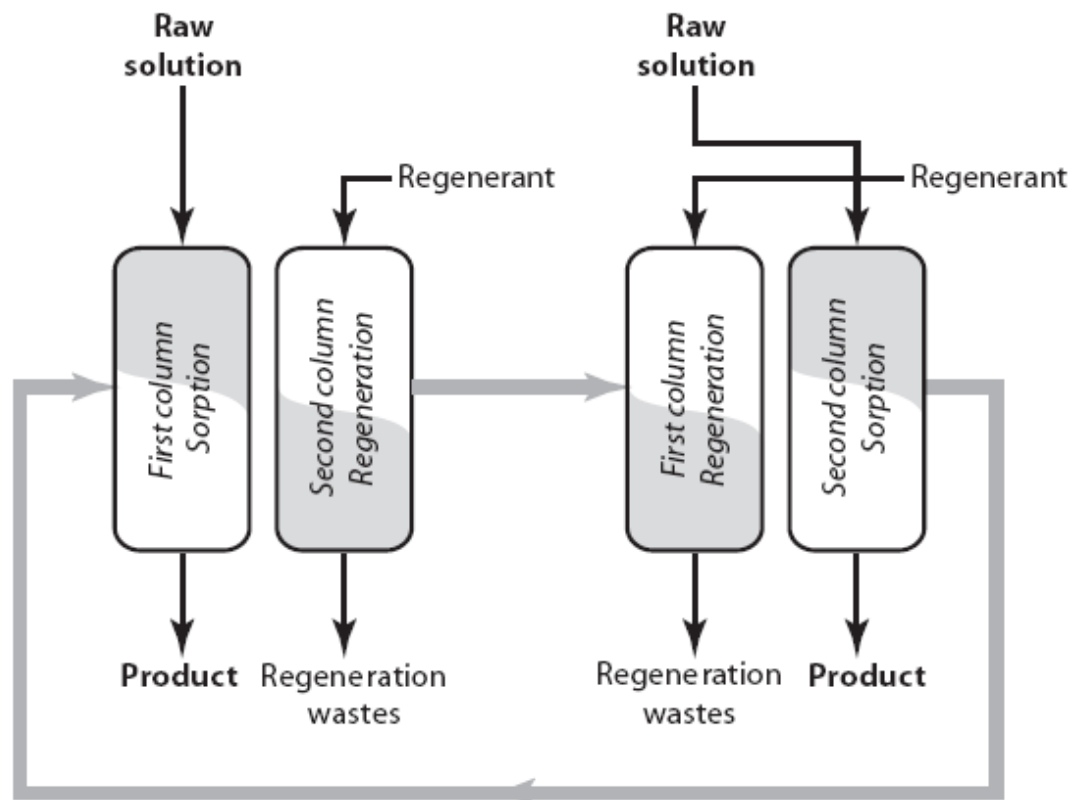 Raw
solution
Raw
solution
Regenerant
Regenerant
First column
Sorption
Second column
Regeneration
First column
Regeneration
Second column
Sorption
Product
Regeneration
wastes
Regeneration
wastes
Product